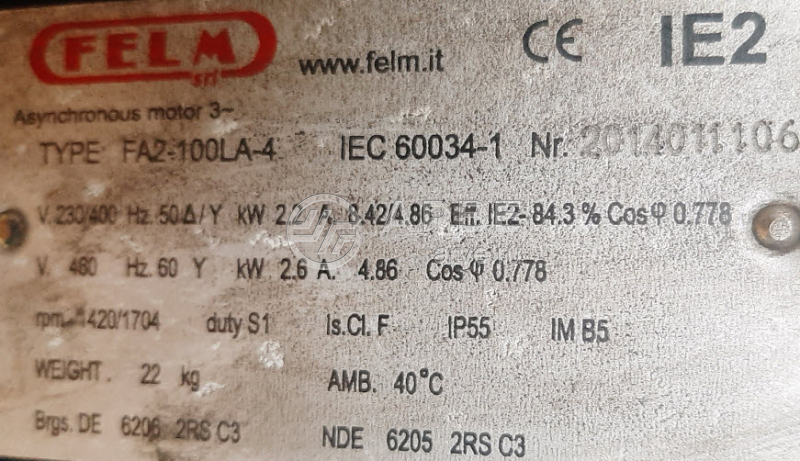 FELM srl www.felm.it CE IE2
Asynchronous motor 3~
TYPE FA2-100LA-4 IEC 60034-1 Nr. 2014011106
V. 230/400 Hz. 50 Δ/Y kW 2.2 A. 8.42/4.86 Eff. IE2- 84.3 % Cos φ 0.778
V. 480 Hz. 60 Y kW 2.6 A. 4.86 Cos φ 0.778
rpm. 1420/1704 duty S1 Is.Cl. F IP55 IM B5
WEIGHT. 22 kg AMB. 40°C
Brgs. DE 6206 2RS C3 NDE 6205 2RS C3